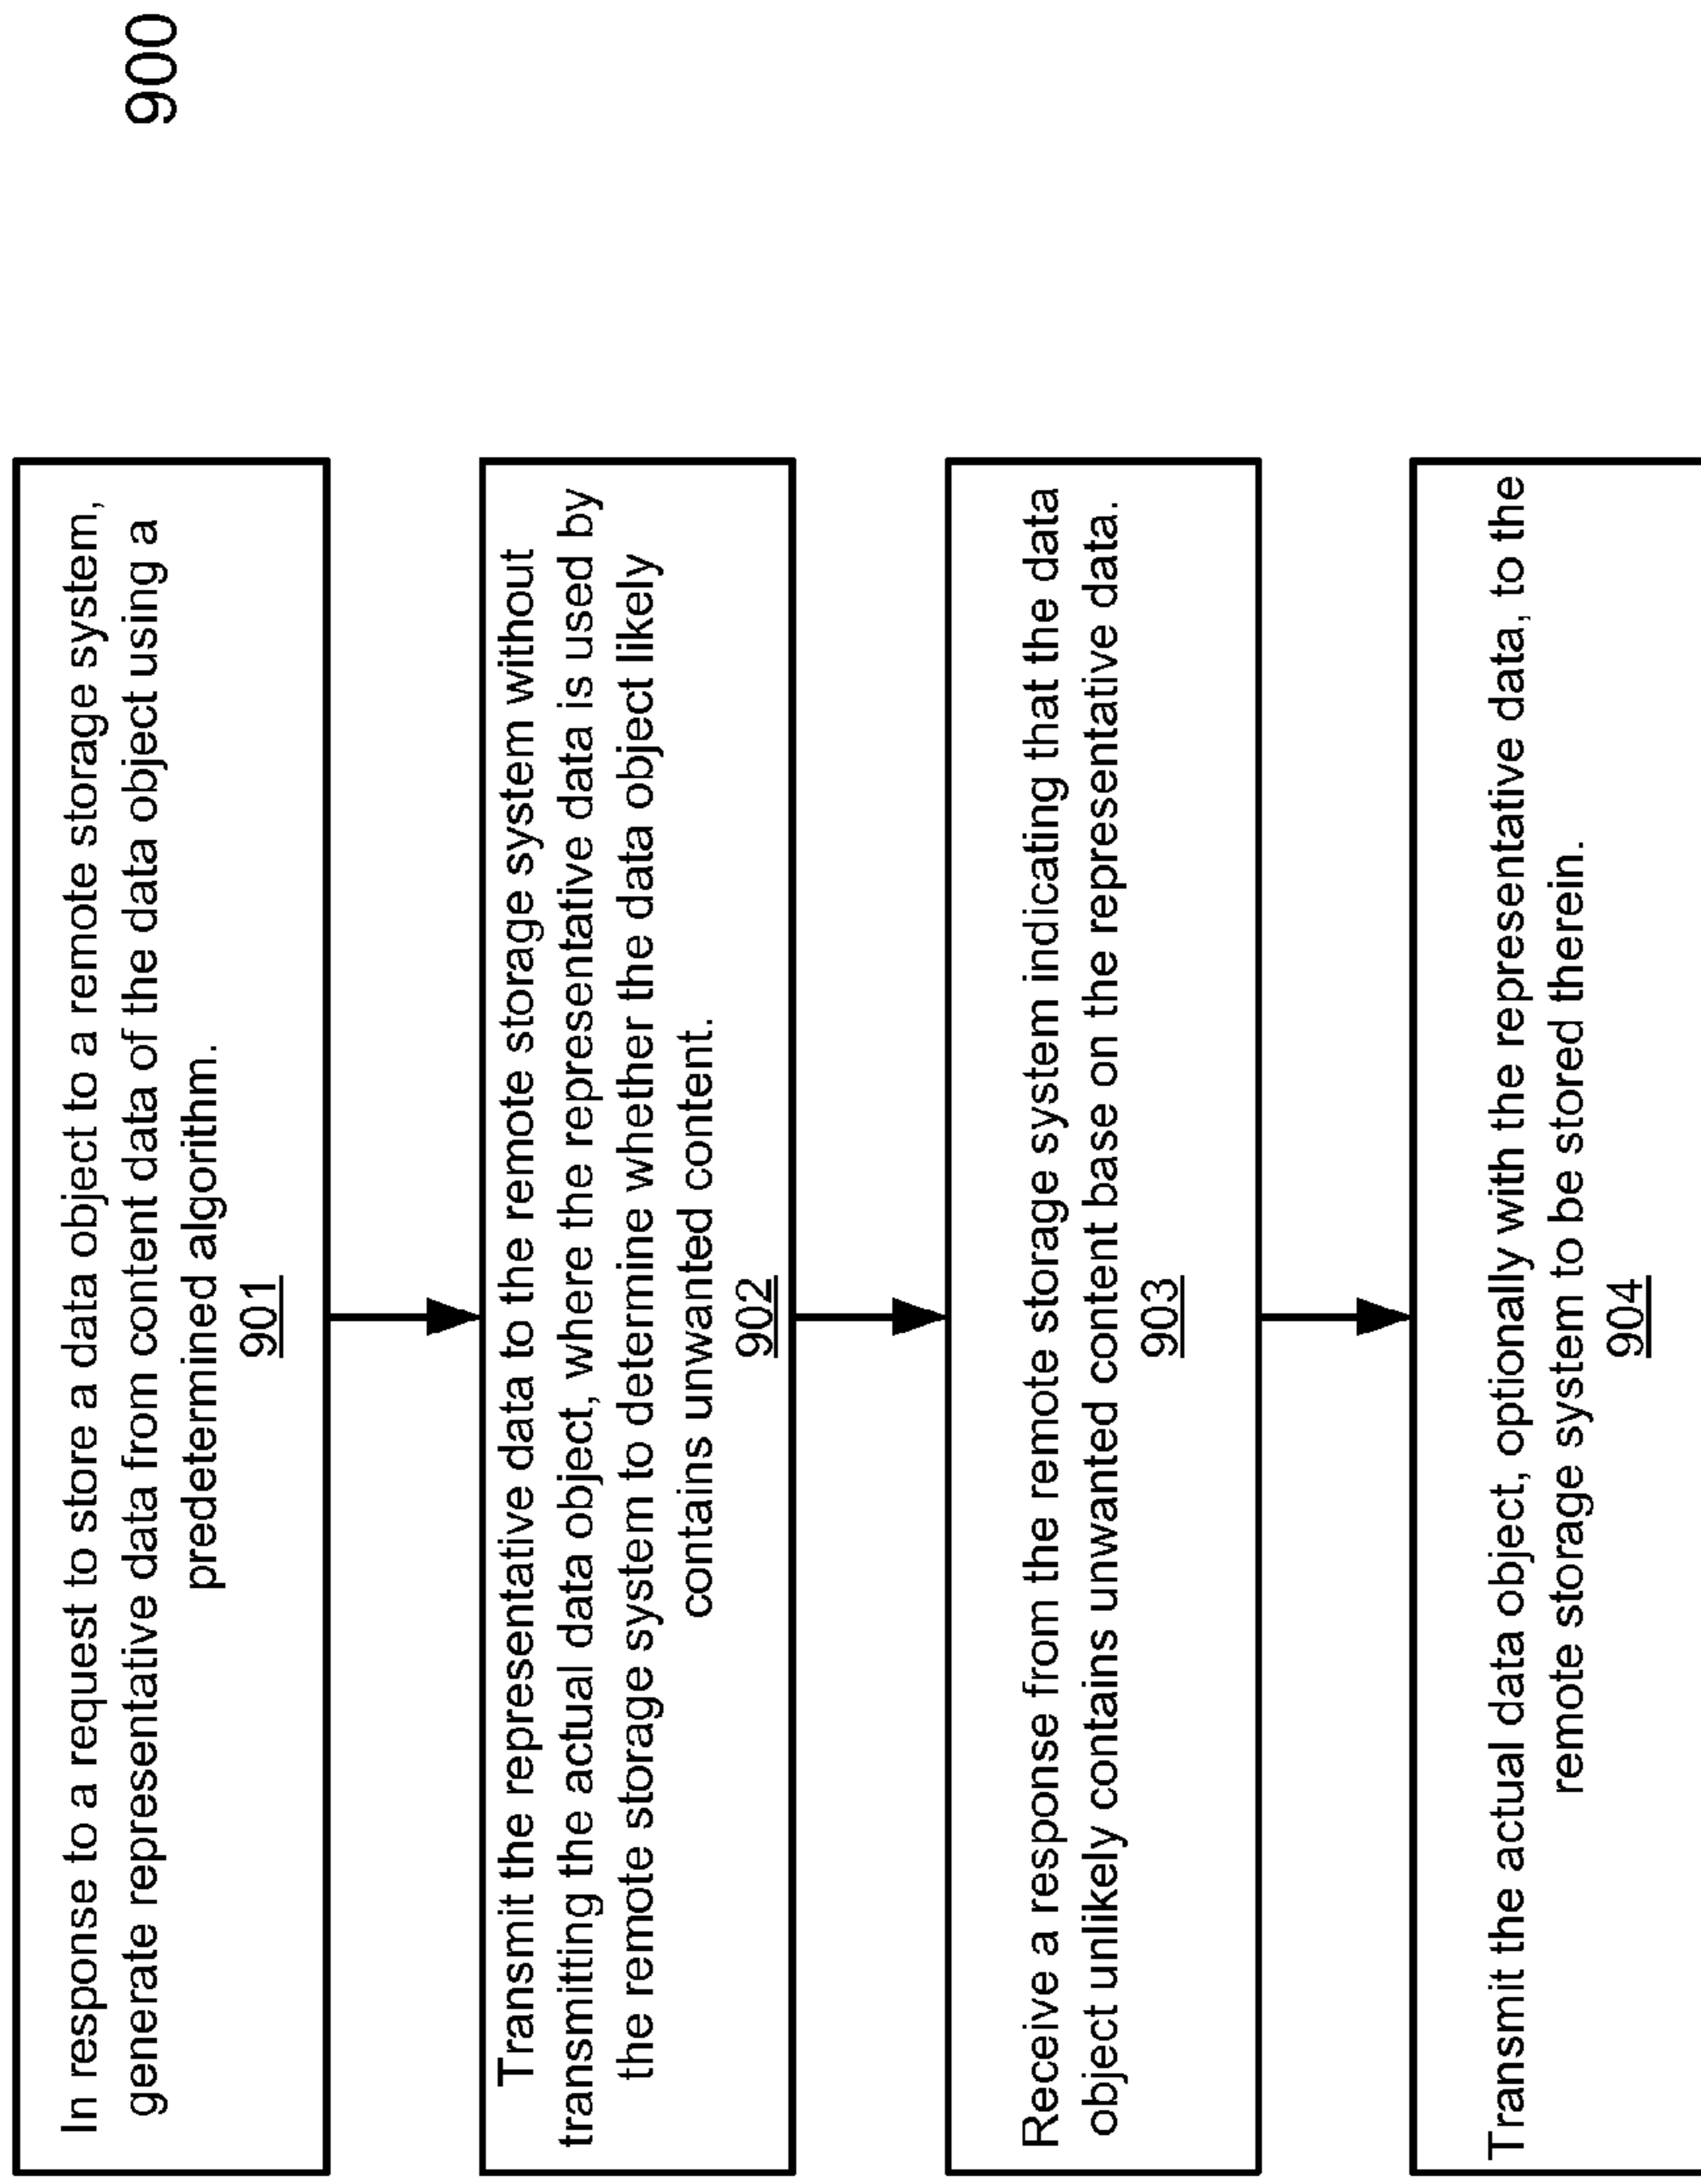 900
In response to a request to store a data object to a remote storage system,
generate representative data from content data of the data object using a
predetermined algorithm.
901
Transmit the representative data to the remote storage system without
transmitting the actual data object, where the representative data is used by
the remote storage system to determine whether the data object likely
contains unwanted content.
902
Receive a response from the remote storage system indicating that the data
object unlikely contains unwanted content base on the representative data.
903
Transmit the actual data object, optionally with the representative data, to the
remote storage system to be stored therein.
904